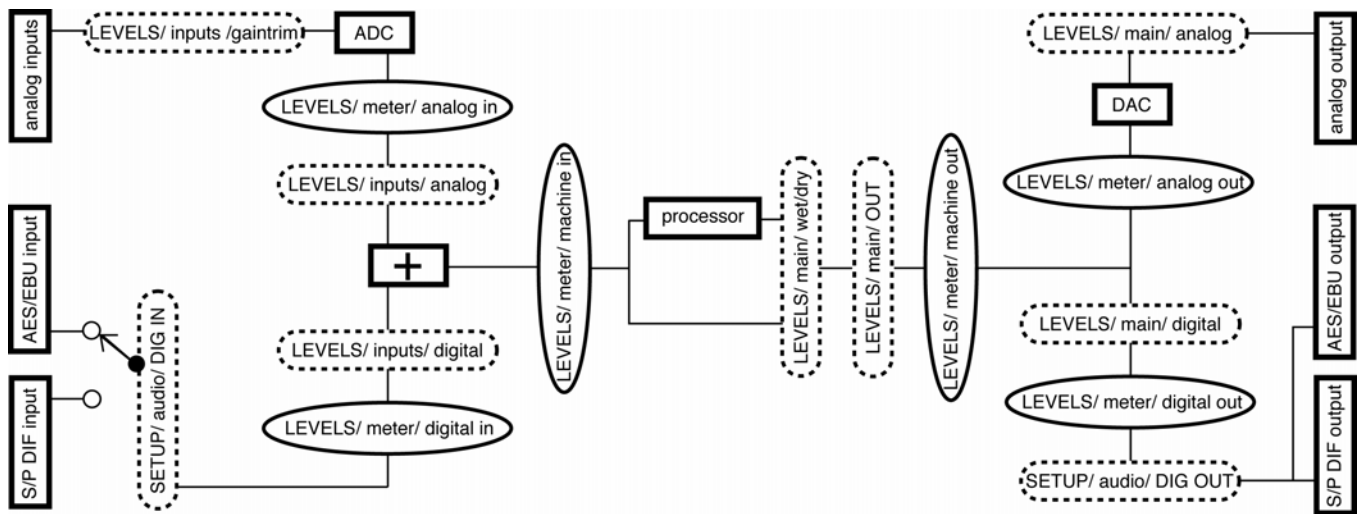 analog inputs
LEVELS/ inputs /gaintrim
ADC
LEVELS/ meter/ analog in
LEVELS/ inputs/ analog
+
AES/EBU input
S/P DIF input
SETUP/ audio/ DIG IN
LEVELS/ inputs/ digital
LEVELS/ meter/ digital in
LEVELS/ meter/ machine in
processor
LEVELS/ main/ wet/dry
LEVELS/ main/ OUT
LEVELS/ meter/ machine out
LEVELS/ main/ analog
analog output
DAC
LEVELS/ meter/ analog out
LEVELS/ main/ digital
LEVELS/ meter/ digital out
SETUP/ audio/ DIG OUT
AES/EBU output
S/P DIF output